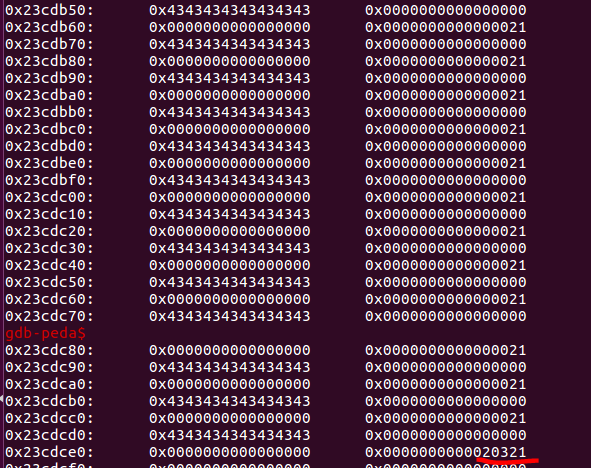 0x23cdb50: 0x4343434343434343 0x0000000000000000
0x23cdb60: 0x0000000000000000 0x0000000000000021
0x23cdb70: 0x4343434343434343 0x0000000000000000
0x23cdb80: 0x0000000000000000 0x0000000000000021
0x23cdb90: 0x4343434343434343 0x0000000000000000
0x23cdba0: 0x0000000000000000 0x0000000000000021
0x23cdbb0: 0x4343434343434343 0x0000000000000000
0x23cdbc0: 0x0000000000000000 0x0000000000000021
0x23cdbd0: 0x4343434343434343 0x0000000000000000
0x23cdbe0: 0x0000000000000000 0x0000000000000021
0x23cdbf0: 0x4343434343434343 0x0000000000000000
0x23cdc00: 0x0000000000000000 0x0000000000000021
0x23cdc10: 0x4343434343434343 0x0000000000000000
0x23cdc20: 0x0000000000000000 0x0000000000000021
0x23cdc30: 0x4343434343434343 0x0000000000000000
0x23cdc40: 0x0000000000000000 0x0000000000000021
0x23cdc50: 0x4343434343434343 0x0000000000000000
0x23cdc60: 0x0000000000000000 0x0000000000000021
0x23cdc70: 0x4343434343434343 0x0000000000000000
gdb-peda$
0x23cdc80: 0x0000000000000000 0x0000000000000021
0x23cdc90: 0x4343434343434343 0x0000000000000000
0x23cdca0: 0x0000000000000000 0x0000000000000021
0x23cdcb0: 0x4343434343434343 0x0000000000000000
0x23cdcc0: 0x0000000000000000 0x0000000000000021
0x23cdcd0: 0x4343434343434343 0x0000000000000000
0x23cdce0: 0x0000000000000000 0x0000000000020321
0x23cdcf0: 0x0000000000000000 0x0000000000000000